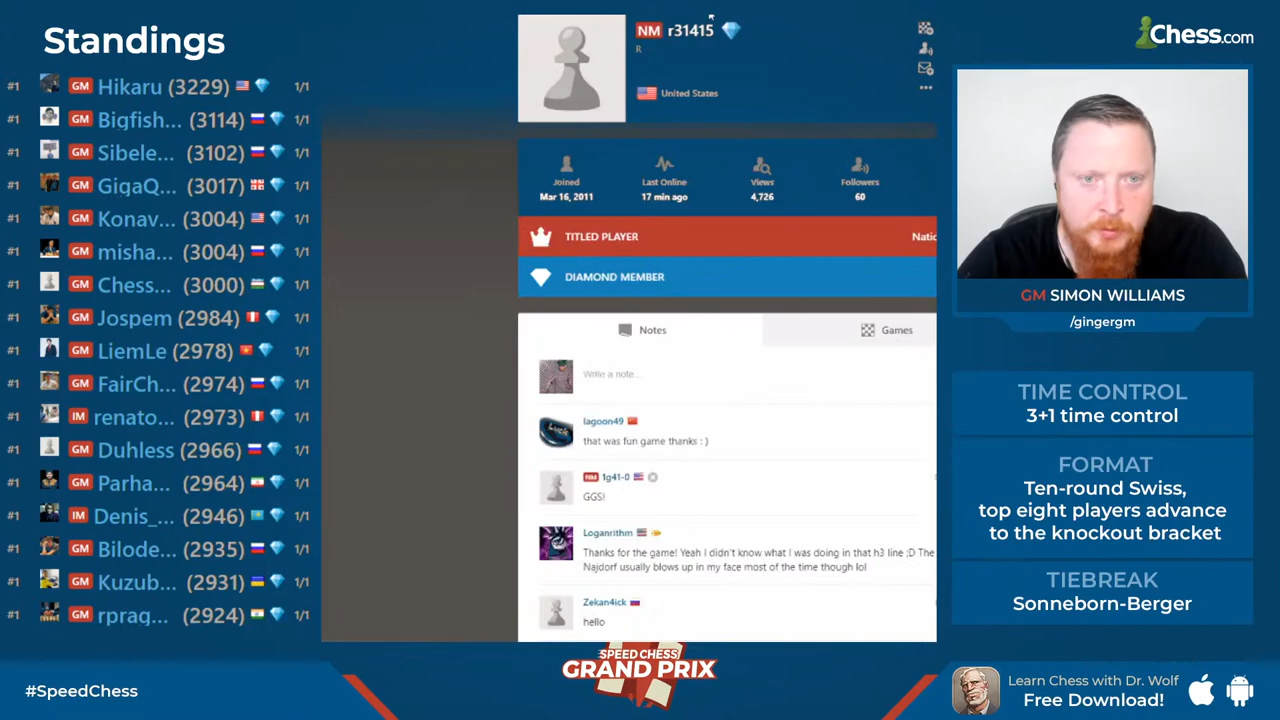 Standings
#1 GM Hikaru (3229) 1/1
#1 GM Bigfish... (3114) 1/1
#1 GM Sibele... (3102) 1/1
#1 GM GigaQ... (3017) 1/1
#1 GM Konav... (3004) 1/1
#1 GM misha... (3004) 1/1
#1 GM Chess... (3000) 1/1
#1 GM Jospem (2984) 1/1
#1 GM LiemLe (2978) 1/1
#1 GM FairCh... (2974) 1/1
#1 IM renato... (2973) 1/1
#1 GM Duhless (2966) 1/1
#1 GM Parha... (2964) 1/1
#1 IM Denis_... (2946) 1/1
#1 GM Bilode... (2935) 1/1
#1 GM Kuzub... (2931) 1/1
#1 GM rprag... (2924) 1/1
#SpeedChess
NM r31415
R
United States
Joined
Mar 16, 2011
Last Online
17 min ago
Views
4,726
Followers
60
TITLED PLAYER
Natio
DIAMOND MEMBER
Notes
Games
Write a note...
lagoon49
that was fun game thanks : )
NM 1g41-0
GGS!
Loganrithm
Thanks for the game! Yeah I didn't know what I was doing in that h3 line ;D The
Najdorf usually blows up in my face most of the time though lol
Zekan4ick
hello
SPEED CHESS
GRAND PRIX
Chess.com
GM SIMON WILLIAMS
/gingergm
TIME CONTROL
3+1 time control
FORMAT
Ten-round Swiss,
top eight players advance
to the knockout bracket
TIEBREAK
Sonneborn-Berger
Learn Chess with Dr. Wolf
Free Download!